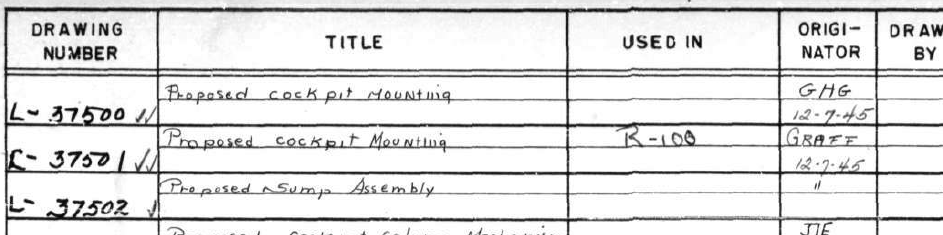 DRAWING NUMBER TITLE USED IN ORIGI-NATOR DRAW BY
Proposed cockpit Mounting GHG
L-37500 12-7-45
Proposed cockpit Mounting R-100 GRAFF
L-37501 12-7-45
Proposed Sump Assembly "
L-37502
Proposed JJE